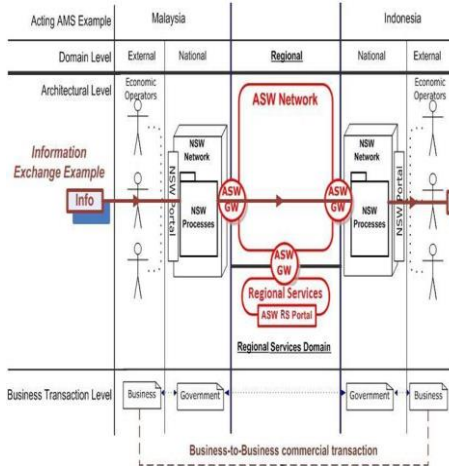 Acting AMS Example
Malaysia
Indonesia
Domain Level
External
National
Regional
National
External
Architectural Level
Economic
Operators
ASW Network
Economic
Operators
NSW
Network
NSW
Network
Information
Exchange Example
NSW Portal
NSW Portal
Info
NSW
Processes
ASW
GW
ASW
GW
NSW
Processes
ASW
GW
Regional Services
ASW RS Portal
Regional Services Domain
Business Transaction Level
Business
Government
Government
Business
Business-to-Business commercial transaction